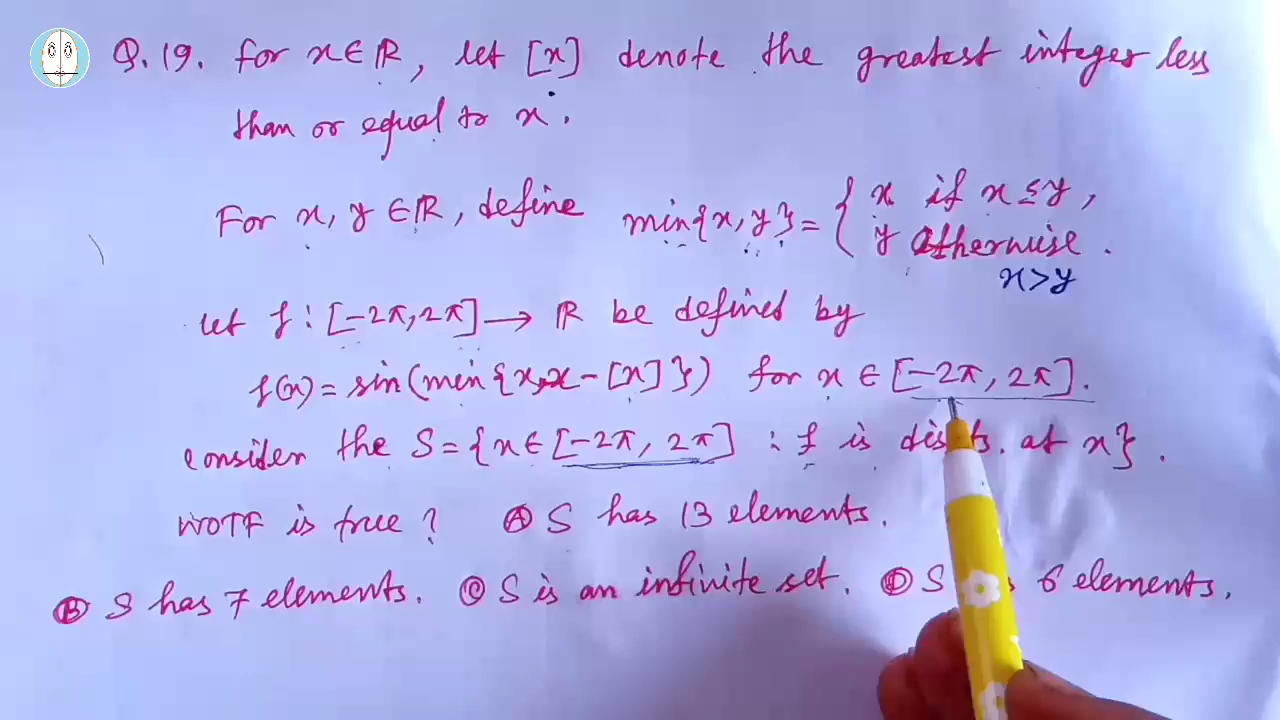 Q.19. For x∈ℝ, let [x] denote the greatest integer less
than or equal to x.
For x, y ∈ℝ, define min{x, y} = { x if x ≤ y,
y otherwise.
x>y
Let f : [-2π, 2π] → ℝ be defined by
f(x) = sin(min{x, x - [x]}) for x ∈ [-2π, 2π].
Consider the S = {x ∈ [-2π, 2π] : f is at x}.
WOTF is true? (A) S has 13 elements.
(B) S has 7 elements. (C) S is an infinite set. (D) S 6 elements.